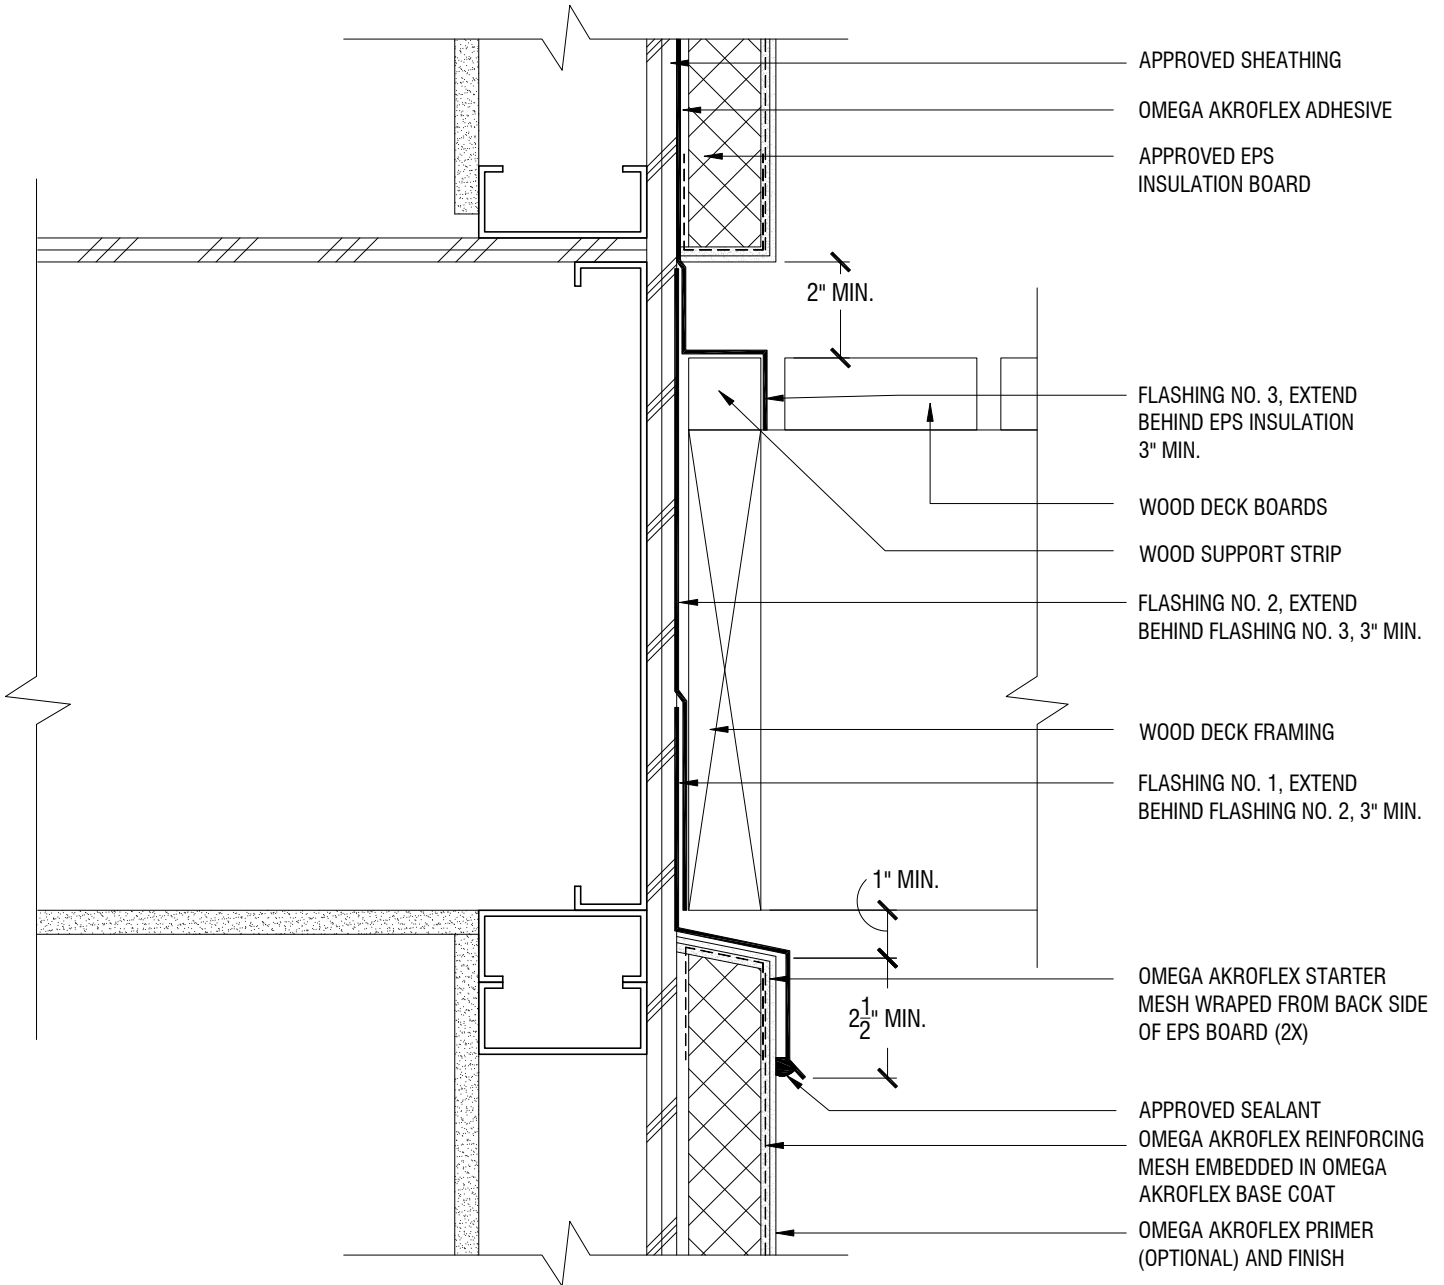 APPROVED SHEATHING
OMEGA AKROFLEX ADHESIVE
APPROVED EPS
INSULATION BOARD
2" MIN.
FLASHING NO. 3, EXTEND
BEHIND EPS INSULATION
3" MIN.
WOOD DECK BOARDS
WOOD SUPPORT STRIP
FLASHING NO. 2, EXTEND
BEHIND FLASHING NO. 3, 3" MIN.
WOOD DECK FRAMING
FLASHING NO. 1, EXTEND
BEHIND FLASHING NO. 2, 3" MIN.
1" MIN.
OMEGA AKROFLEX STARTER
MESH WRAPED FROM BACK SIDE
OF EPS BOARD (2X)
2 1/2" MIN.
APPROVED SEALANT
OMEGA AKROFLEX REINFORCING
MESH EMBEDDED IN OMEGA
AKROFLEX BASE COAT
OMEGA AKROFLEX PRIMER
(OPTIONAL) AND FINISH